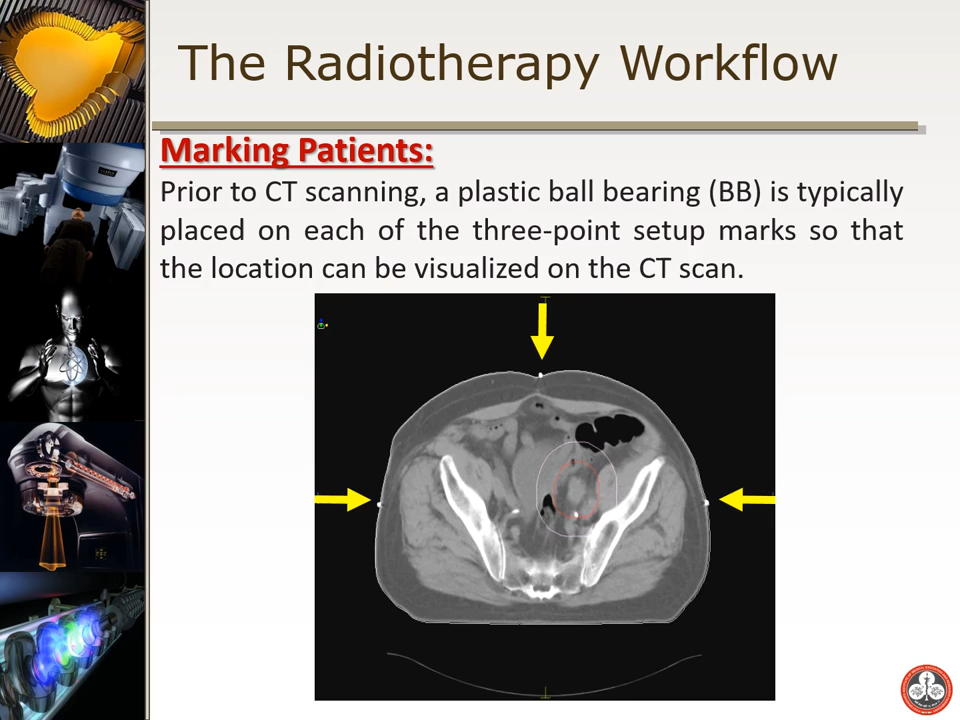 The Radiotherapy Workflow
Marking Patients:
Prior to CT scanning, a plastic ball bearing (BB) is typically
placed on each of the three-point setup marks so that
the location can be visualized on the CT scan.